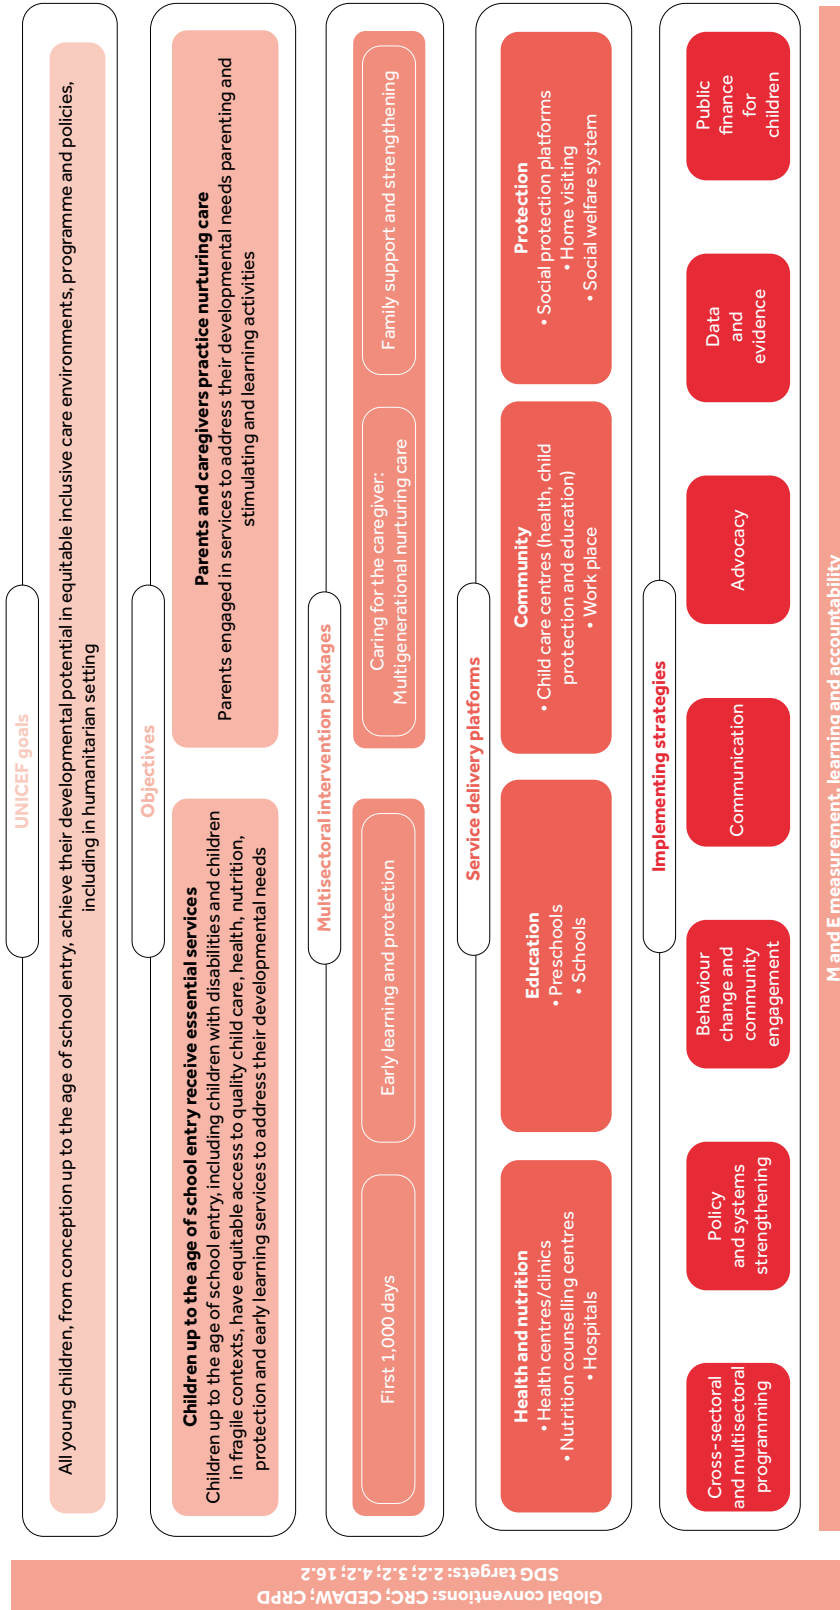 Global conventions: CRC; CEDAW; CRPD
SDG targets: 2.2; 3.2; 4.2; 16.2
UNICEF goals
All young children, from conception up to the age of school entry, achieve their developmental potential in equitable inclusive care environments, programme and policies,
including in humanitarian setting
Objectives
Children up to the age of school entry receive essential services
Children up to the age of school entry, including children with disabilities and children
in fragile contexts, have equitable access to quality child care, health, nutrition,
protection and early learning services to address their developmental needs
Parents and caregivers practice nurturing care
Parents engaged in services to address their developmental needs parenting and
stimulating and learning activities
Multisectoral intervention packages
First 1,000 days
Early learning and protection
Caring for the caregiver:
Multigenerational nurturing care
Family support and strengthening
Service delivery platforms
Health and nutrition
• Health centres/clinics
• Nutrition counselling centres
• Hospitals
Education
• Preschools
• Schools
Community
• Child care centres (health, child
protection and education)
• Work place
Protection
• Social protection platforms
• Home visiting
• Social welfare system
Implementing strategies
Cross-sectoral
and multisectoral
programming
Policy
and systems
strengthening
Behaviour
change and
community
engagement
Communication
Advocacy
Data
and
evidence
Public
finance
for
children
M and E measurement, learning and accountability